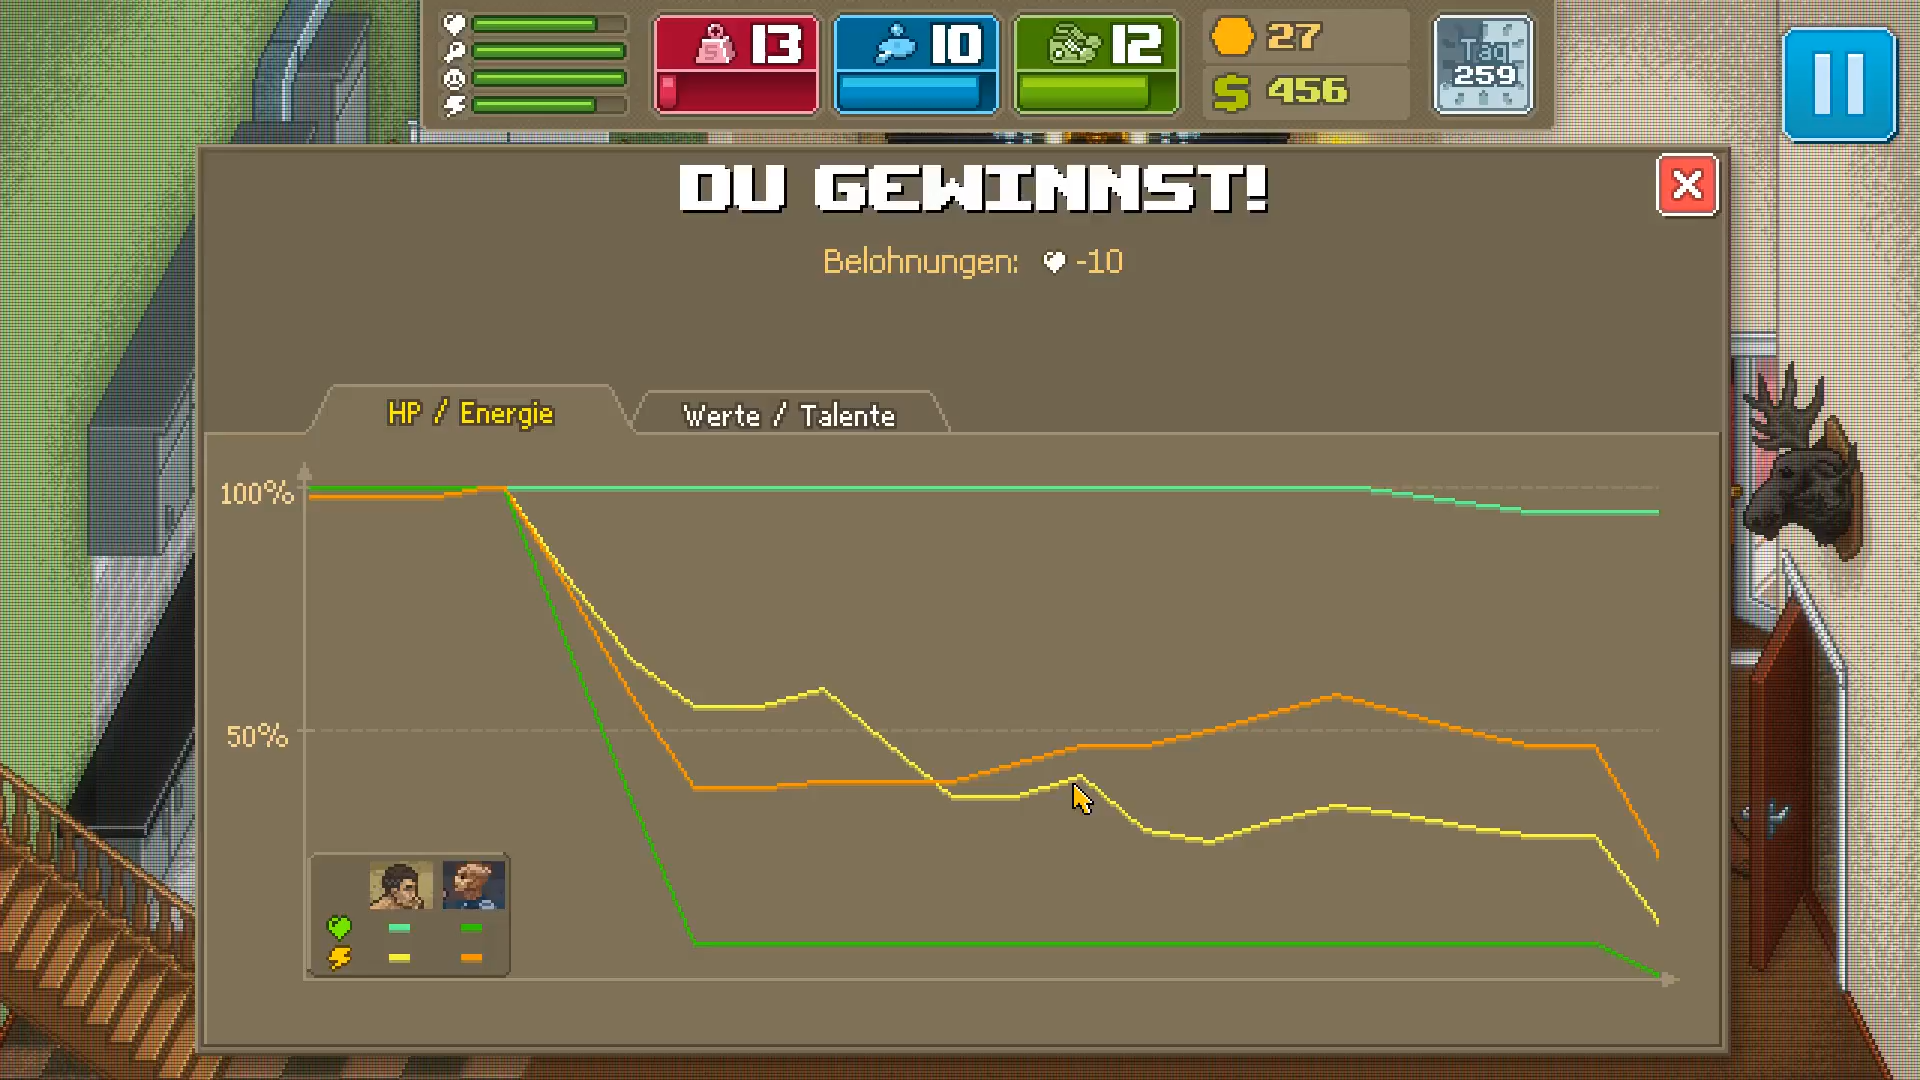 13
10
12
27
456
Tag
259
DU GEWINNST!
Belohnungen: -10
HP / Energie
Werte / Talente
100%
50%